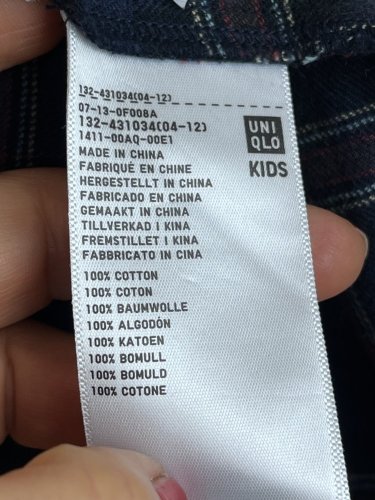 132-431034(04-12)
07-13-0F008A
132-431034(04-12)
1411-00AQ-00E1
UNI
QLO
KIDS
MADE IN CHINA
FABRIQUÉ EN CHINE
HERGESTELLT IN CHINA
FABRICADO EN CHINA
GEMAAKT IN CHINA
TILLVERKAD I KINA
FREMSTILLET I KINA
FABBRICATO IN CINA
100% COTTON
100% COTON
100% BAUMWOLLE
100% ALGODÓN
100% KATOEN
100% BOMULL
100% BOMULD
100% COTONE